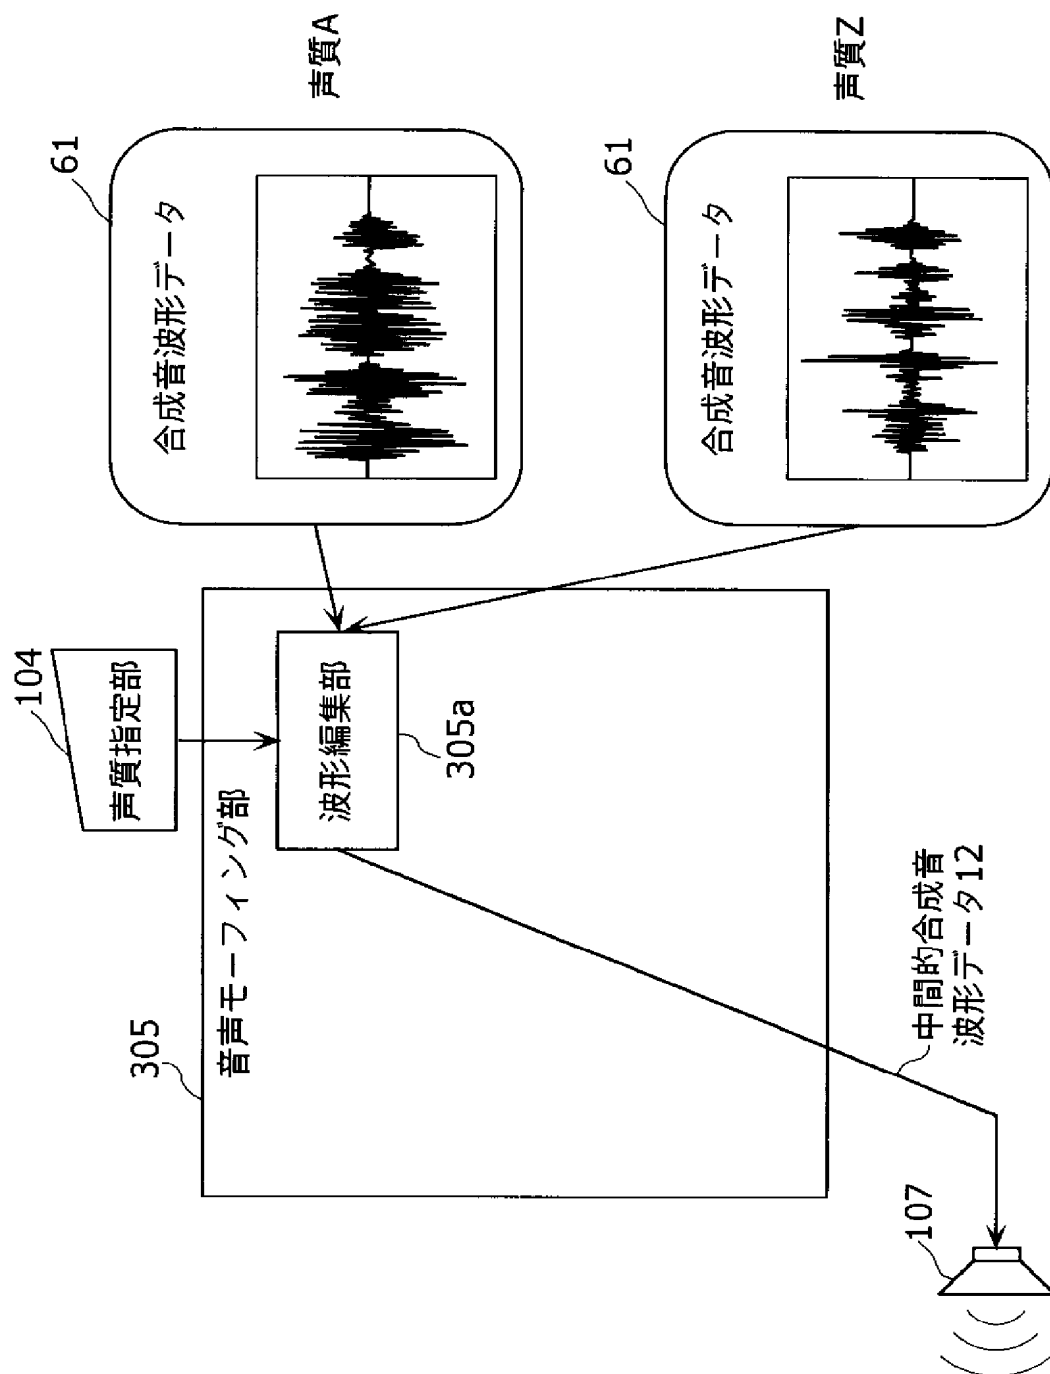 声質A
61
合成音波形データ
声質Z
61
合成音波形データ
104
声質指定部
305
音声モーフィング部
波形編集部
305a
中間的合成音
波形データ12
107